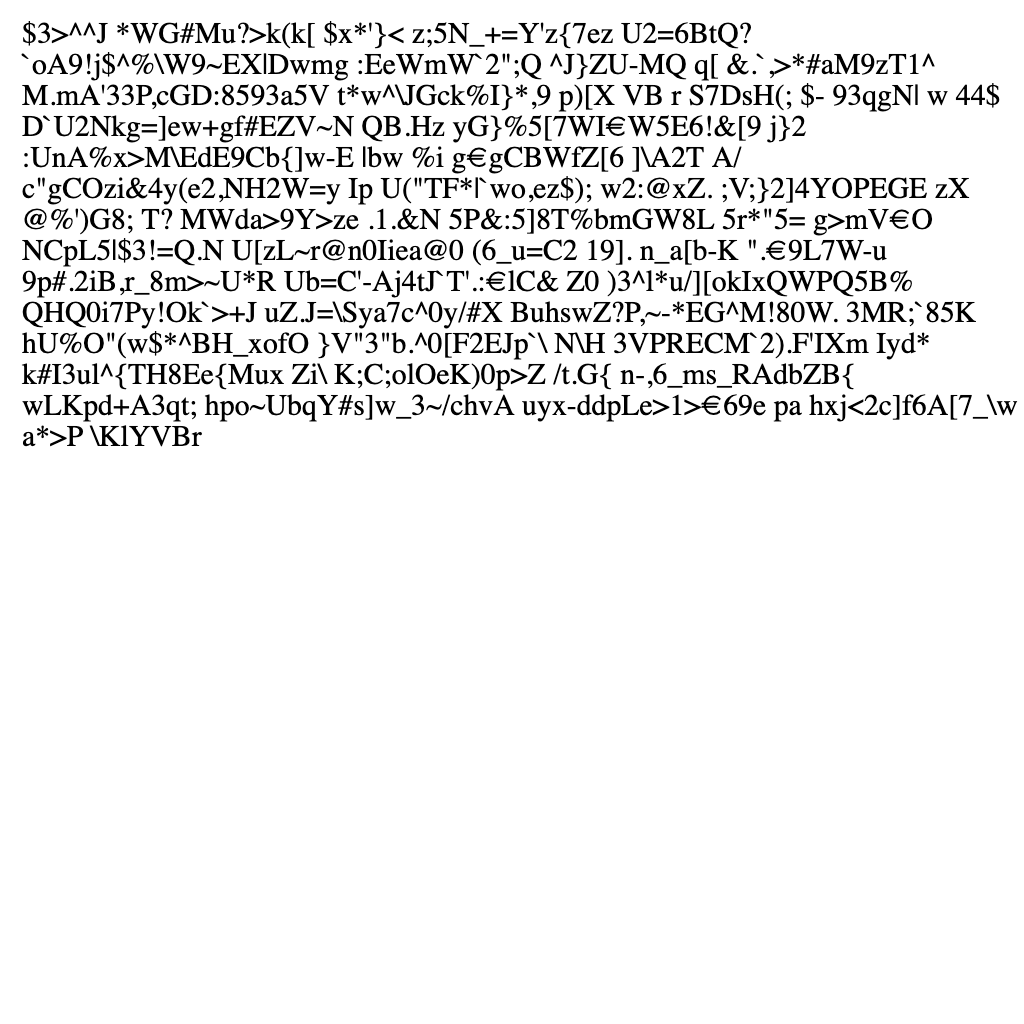 $3>^^J *WG#Mu?>k(k[ $x*'}< z;5N_+=Y'z{7ez U2=6BtQ?
`oA9!j$^%\W9~EX|Dwmg :EeWmW`2";Q ^J}ZU-MQ q[ &.`,>*#aM9zT1^
M.mA'33P,cGD:8593a5V t*w^\JGck%I}*,9 p)[X VB r S7DsH(; $- 93qgN| w 44$
D`U2Nkg=]ew+gf#EZV~N QB.Hz yG}%5[7WI€W5E6!&[9 j}2
:UnA%x>M\EdE9Cb{]w-E |bw %i g€gCBWfZ[6 ]\A2T A/
c"gCOzi&4y(e2,NH2W=y Ip U("TF*|`wo,ez$); w2:@xZ. ;V;}2]4YOPEGE zX
@%')G8; T? MWda>9Y>ze .1.&N 5P&:5]8T%bmGW8L 5r*"5= g>mV€O
NCpL5|$3!=Q.N U[zL~r@n0Iiea@0 (6_u=C2 19]. n_a[b-K ".€9L7W-u
9p#.2iB,r_8m>~U*R Ub=C'-Aj4tJ`T'.:€lC& Z0 )3^l*u/][okIxQWPQ5B%
QHQ0i7Py!Ok`>+J uZ.J=\Sya7c^0y/#X BuhswZ?P,~-*EG^M!80W. 3MR;`85K
hU%O"(w$*^BH_xofO }V"3"b.^0[F2EJp`\ N\H 3VPRECM`2).F'IXm Iyd*
k#I3ul^{TH8Ee{Mux Zi\ K;C;olOeK)0p>Z /t.G{ n-,6_ms_RAdbZB{
wLKpd+A3qt; hpo~UbqY#s]w_3~/chvA uyx-ddpLe>1>€69e pa hxj<2c]f6A[7_\w
a*>P \KlYVBr